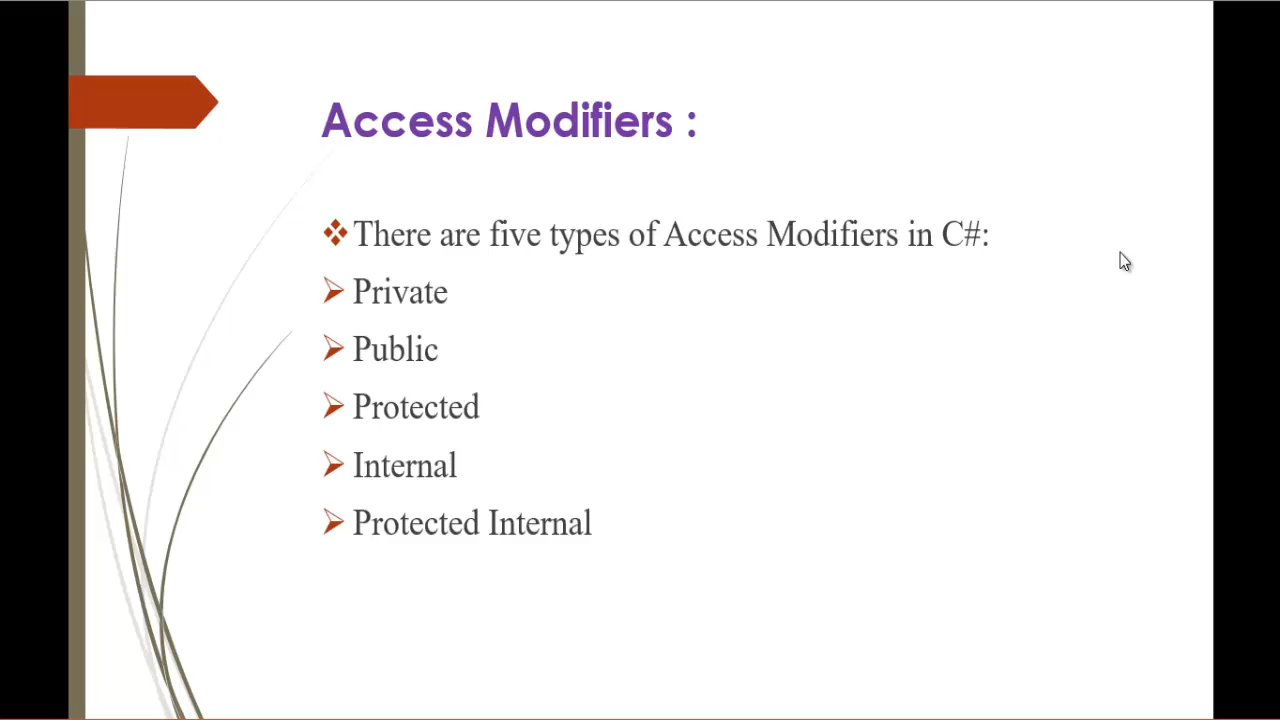 Access Modifiers :
There are five types of Access Modifiers in C#:
Private
Public
Protected
Internal
Protected Internal